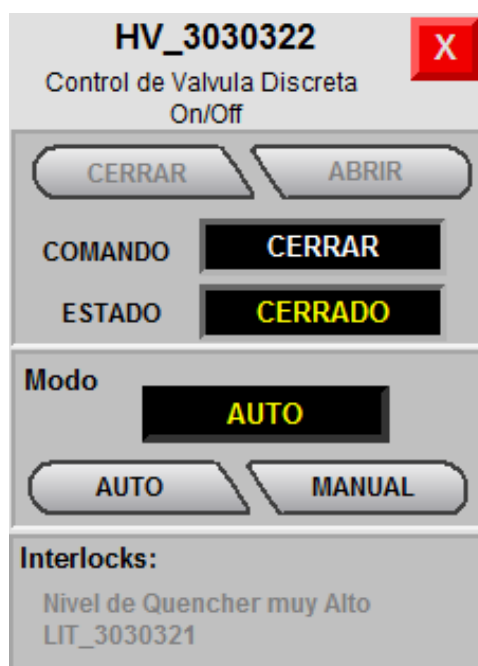 HV_3030322
X
Control de Valvula Discreta
On/Off
CERRAR
ABRIR
COMANDO
CERRAR
ESTADO
CERRADO
Modo
AUTO
AUTO
MANUAL
Interlocks:
Nivel de Quencher muy Alto
LIT_3030321